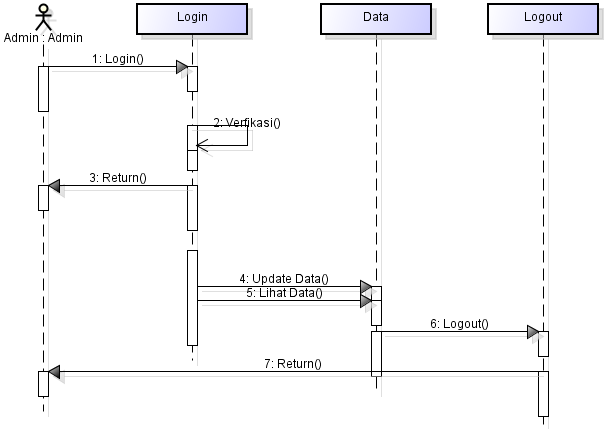 Login
Data
Logout
Admin : Admin
1: Login()
2: Verfikasi()
3: Return()
4: Update Data()
5: Lihat Data()
6: Logout()
7: Return()